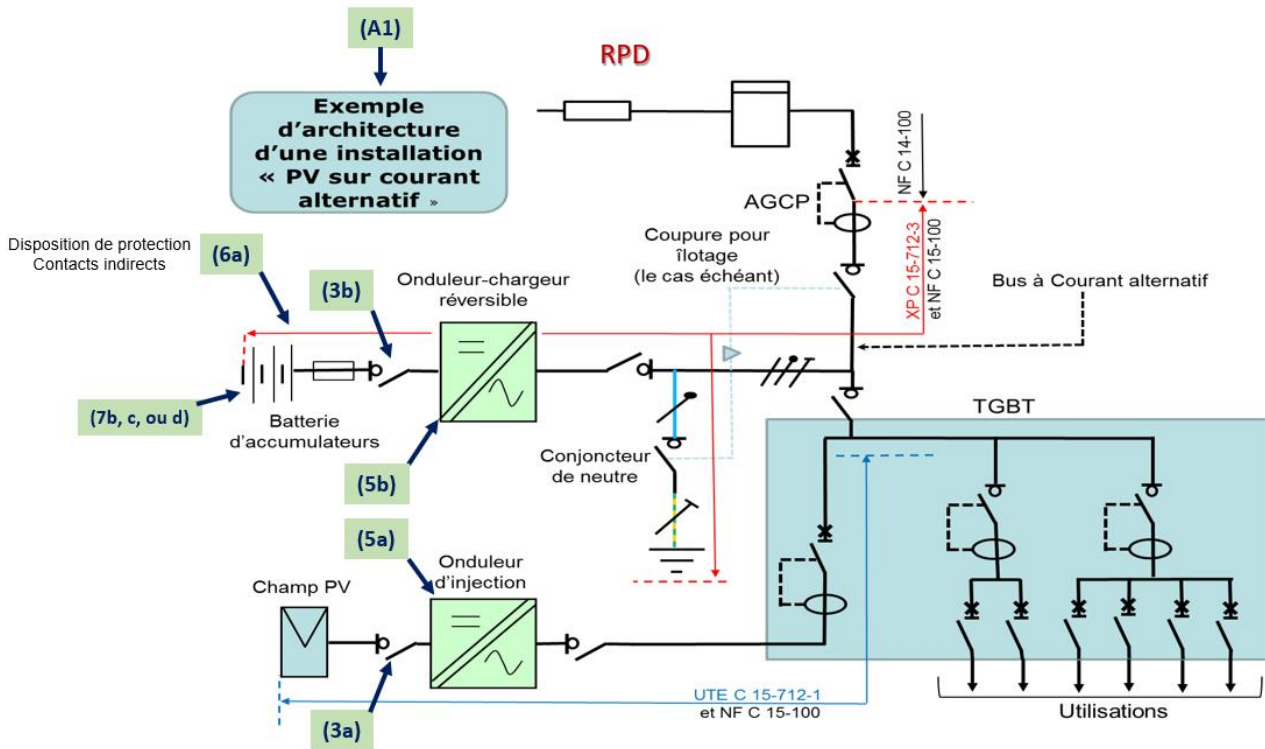 (A1)
RPD
Exemple
d'architecture
d'une installation
« PV sur courant
alternatif »
NF C 14-100
AGCP
XP C 15-712-3
et NF C 15-100
Disposition de protection
Contacts indirects
(6a)
(3b)
Onduleur-chargeur
réversible
Coupure pour
îlotage
(le cas échéant)
Bus à Courant alternatif
(7b, c, ou d)
Batterie
d'accumulateurs
(5b)
Conjoncteur
de neutre
TGBT
(5a)
Onduleur
d'injection
Champ PV
(3a)
UTE C 15-712-1
et NF C 15-100
Utilisations